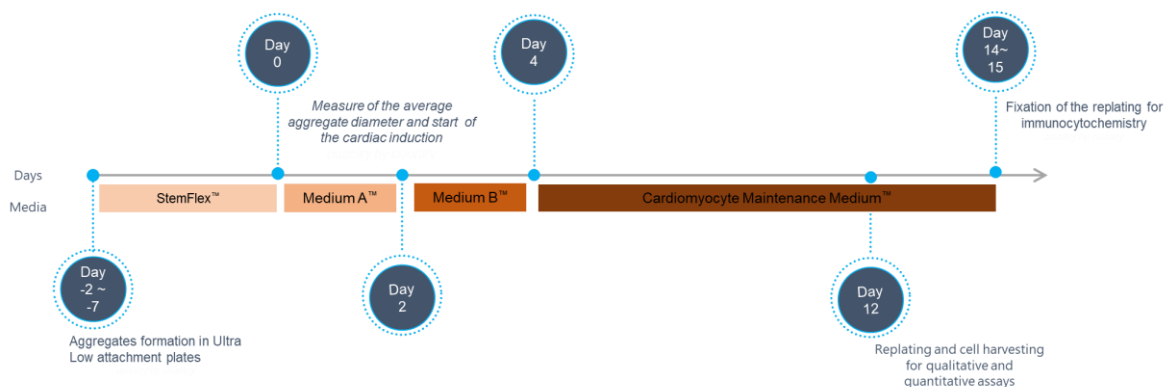 Day
0
Day
4
Day
14~
15
Measure of the average
aggregate diameter and start of
the cardiac induction
Fixation of the replating for
immunocytochemistry
Days
Media
StemFlex™
Medium A™
Medium B™
Cardiomyocyte Maintenance Medium™
Day
-2 ~
-7
Day
2
Day
12
Aggregates formation in Ultra
Low attachment plates
Replating and cell harvesting
for qualitative and
quantitative assays